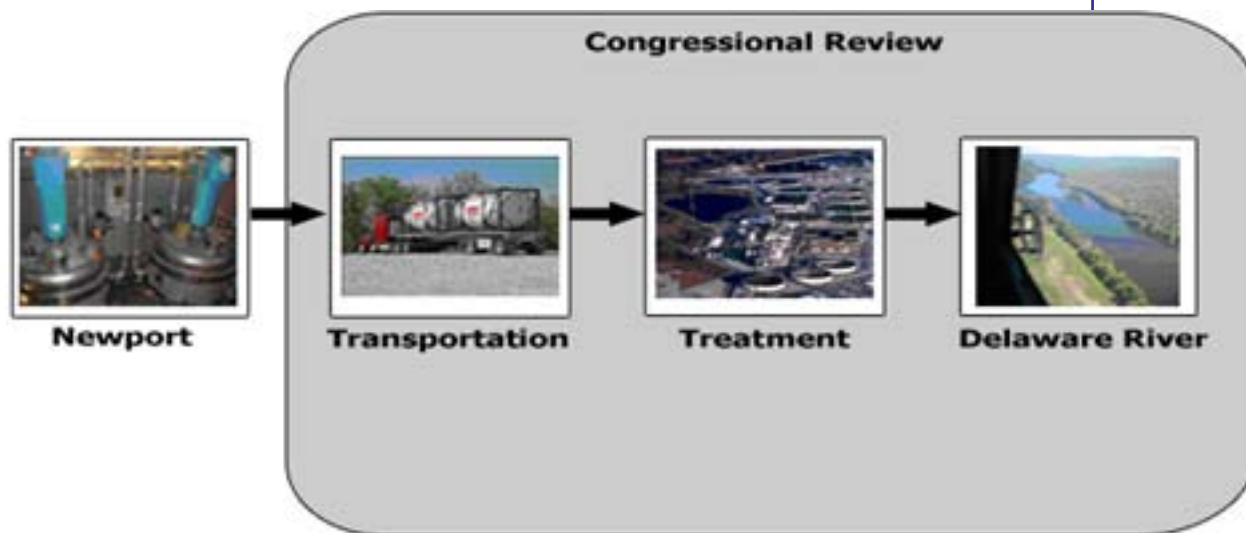 Congressional Review
Newport
Transportation
Treatment
Delaware River